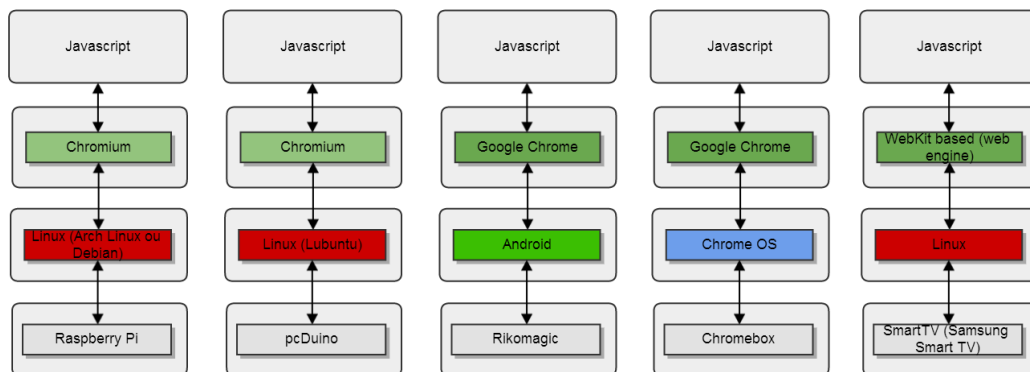 Javascript
Javascript
Javascript
Javascript
Javascript
Chromium
Chromium
Google Chrome
Google Chrome
WebKit based (web
engine)
Linux (Arch Linux ou
Debian)
Linux (Lubuntu)
Android
Chrome OS
Linux
Raspberry Pi
pcDuino
Rikomagic
Chromebox
SmartTV (Samsung
Smart TV)